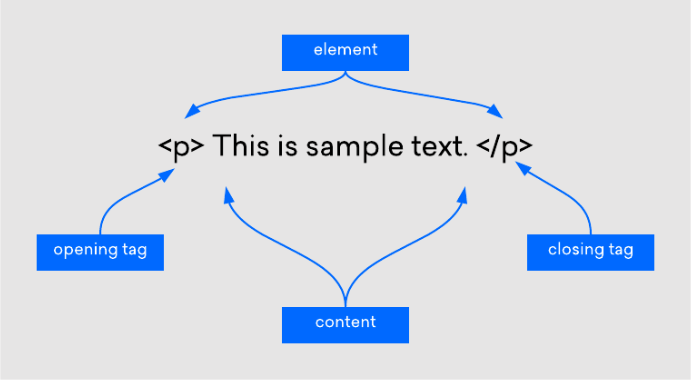 element
<p> This is sample text. </p>
opening tag
closing tag
content